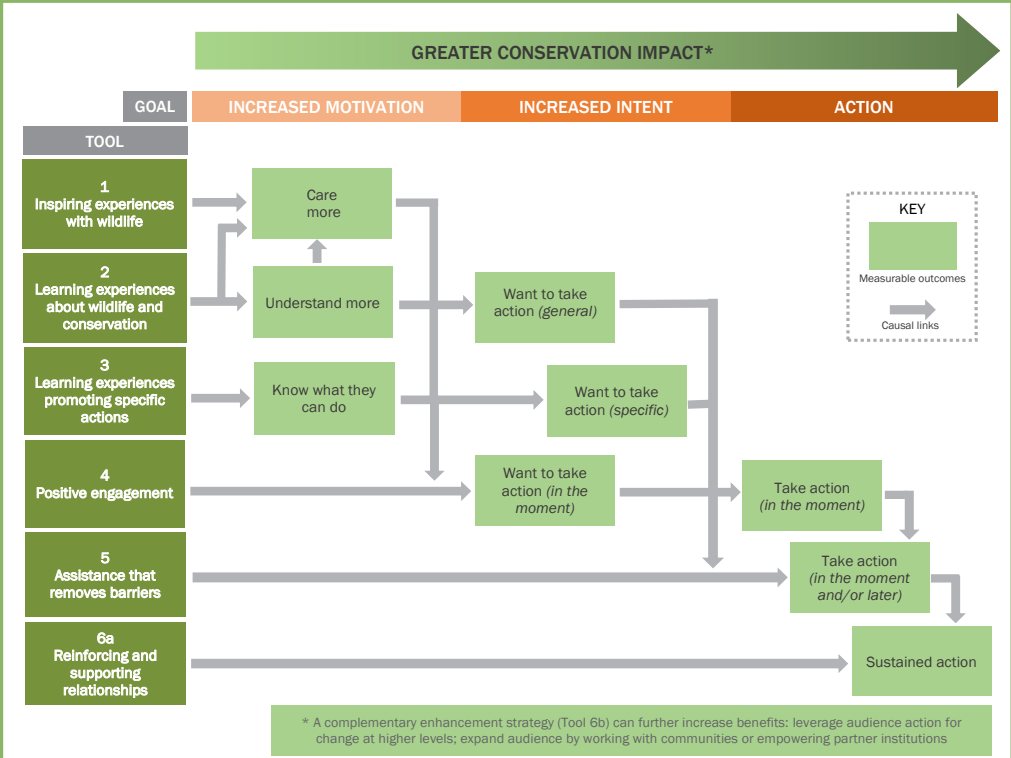 GREATER CONSERVATION IMPACT*
GOAL
INCREASED MOTIVATION
INCREASED INTENT
ACTION
TOOL
1
Inspiring experiences
with wildlife
Care
more
KEY
Measurable outcomes
Causal links
2
Learning experiences
about wildlife and
conservation
Understand more
Want to take
action (general)
3
Learning experiences
promoting specific
actions
Know what they
can do
Want to take
action (specific)
4
Positive engagement
Want to take
action (in the
moment)
Take action
(in the moment)
5
Assistance that
removes barriers
Take action
(in the moment
and/or later)
6a
Reinforcing and
supporting
relationships
Sustained action
* A complementary enhancement strategy (Tool 6b) can further increase benefits: leverage audience action for
change at higher levels; expand audience by working with communities or empowering partner institutions